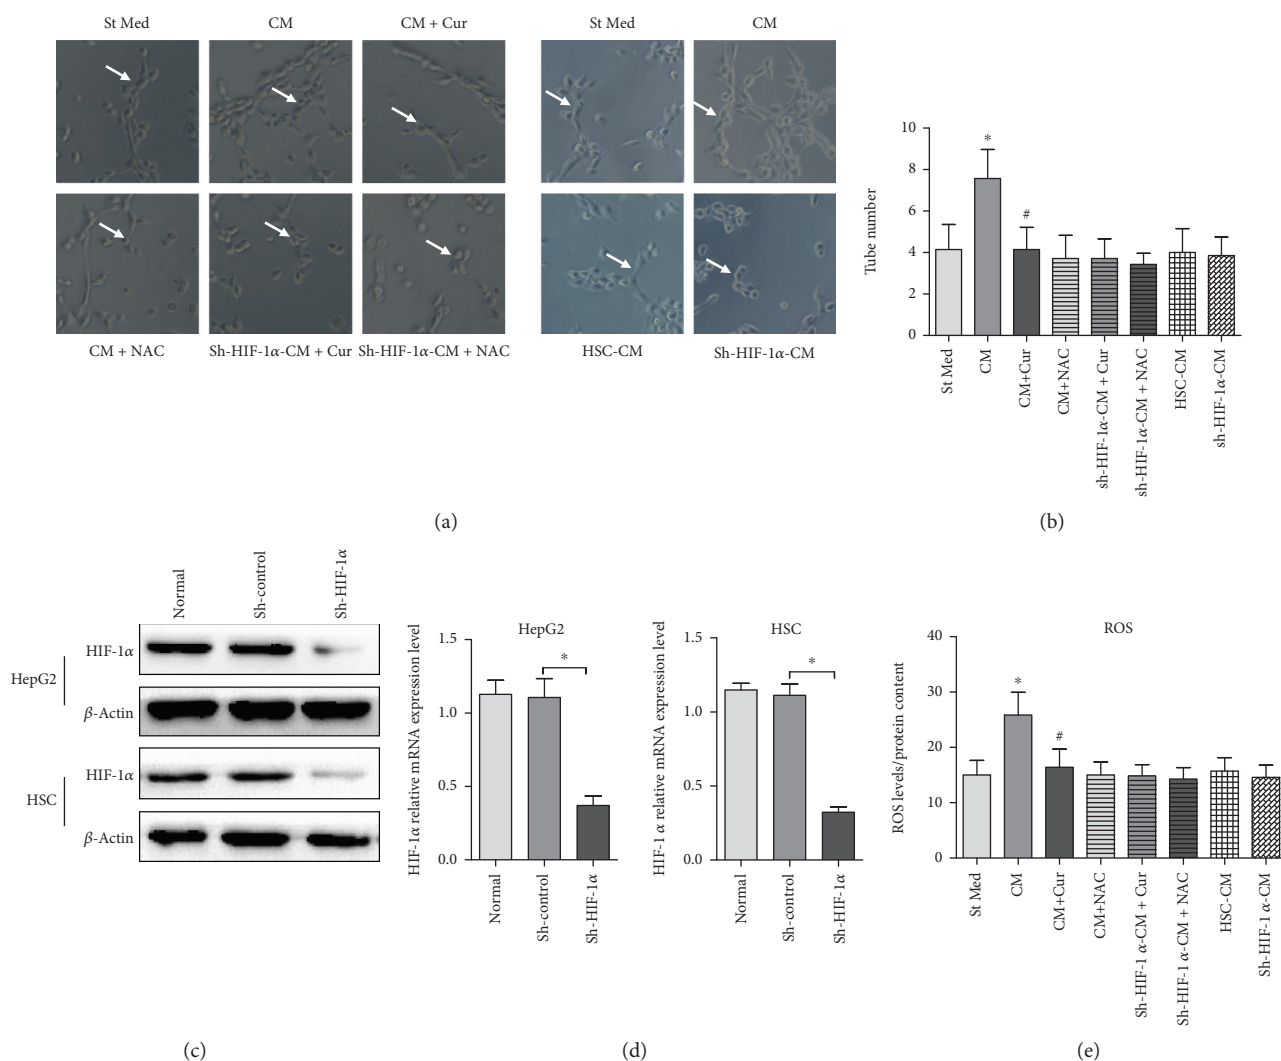 St Med
CM
CM + Cur
St Med
CM
CM + NAC
Sh-HIF-1α-CM + Cur
Sh-HIF-1α-CM + NAC
HSC-CM
Sh-HIF-1α-CM
(a)
Tube number
10
8
6
4
2
0
*
#
St Med
CM
CM+Cur
CM+NAC
sh-HIF-1α-CM + Cur
sh-HIF-1α-CM + NAC
HSC-CM
sh-HIF-1α-CM
(b)
Normal
Sh-control
Sh-HIF-1α
HepG2
HIF-1α
β-Actin
HSC
HIF-1α
β-Actin
(c)
HepG2
HIF-1α relative mRNA expression level
1.5
1.0
0.5
0.0
*
Normal
Sh-control
Sh-HIF-1α
HSC
HIF-1 α relative mRNA expression level
1.5
1.0
0.5
0.0
*
Normal
Sh-control
Sh-HIF-1α
(d)
ROS
ROS levels/protein content
40
30
20
10
0
*
#
St Med
CM
CM+Cur
CM+NAC
Sh-HIF-1 α-CM + Cur
Sh-HIF-1 α-CM + NAC
HSC-CM
Sh-HIF-1 α-CM
(e)